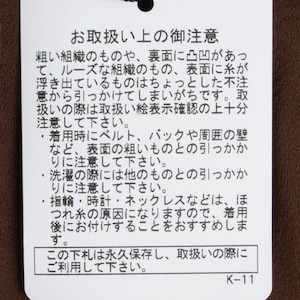 お取扱い上の御注意
粗い組織のものや、裏面に凸凹があっ
て、ルーズな組織のもの、表面に糸が
浮き出ているものはちょっとした不注
意から引っかけてしまいがちです。取
扱いの際は取扱い絵表示確認の上十分
注意して下さい。
・着用時にベルト、バックや周囲の壁
など、表面の粗いものとの引っかか
りに注意して下さい。
・洗濯の際には他のものとの引っかか
りに注意して下さい。
・指輪・時計・ネックレスなどは、ほ
つれ糸の原因になりますので、着用
後にお付けすることをおすすめしま
す。
この下札は永久保存し、取扱いの際に
ご利用して下さい。
K-11